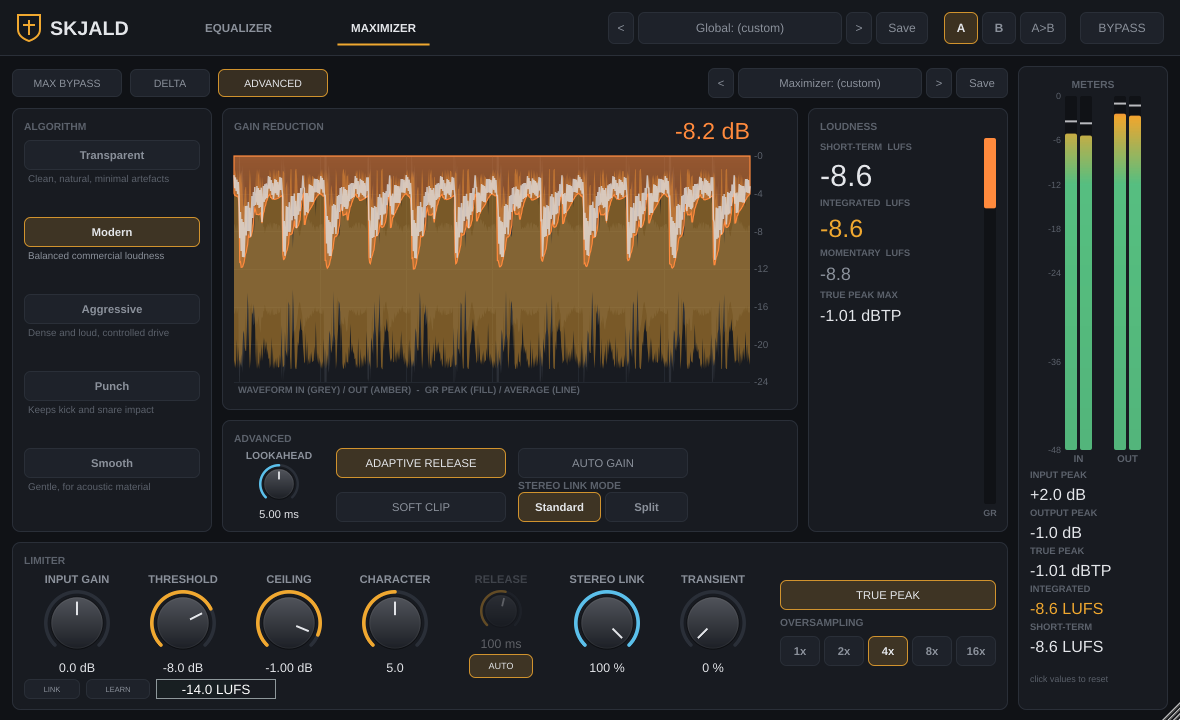 SKJALD
EQUALIZER
MAXIMIZER
<
Global: (custom)
>
Save
A
B
A>B
BYPASS
MAX BYPASS
DELTA
ADVANCED
<
Maximizer: (custom)
>
Save
ALGORITHM
Transparent
Clean, natural, minimal artefacts
Modern
Balanced commercial loudness
Aggressive
Dense and loud, controlled drive
Punch
Keeps kick and snare impact
Smooth
Gentle, for acoustic material
GAIN REDUCTION
-8.2 dB
-0
-4
-8
-12
-16
-20
-24
WAVEFORM IN (GREY) / OUT (AMBER) - GR PEAK (FILL) / AVERAGE (LINE)
ADVANCED
LOOKAHEAD
5.00 ms
ADAPTIVE RELEASE
SOFT CLIP
AUTO GAIN
STEREO LINK MODE
Standard
Split
LOUDNESS
SHORT-TERM LUFS
-8.6
INTEGRATED LUFS
-8.6
MOMENTARY LUFS
-8.8
TRUE PEAK MAX
-1.01 dBTP
GR
METERS
0
-6
-12
-18
-24
-36
-48
IN
OUT
INPUT PEAK
+2.0 dB
OUTPUT PEAK
-1.0 dB
TRUE PEAK
-1.01 dBTP
INTEGRATED
-8.6 LUFS
SHORT-TERM
-8.6 LUFS
click values to reset
LIMITER
INPUT GAIN
0.0 dB
THRESHOLD
-8.0 dB
CEILING
-1.00 dB
CHARACTER
5.0
RELEASE
100 ms
AUTO
STEREO LINK
100 %
TRANSIENT
0 %
LINK
LEARN
-14.0 LUFS
TRUE PEAK
OVERSAMPLING
1x
2x
4x
8x
16x